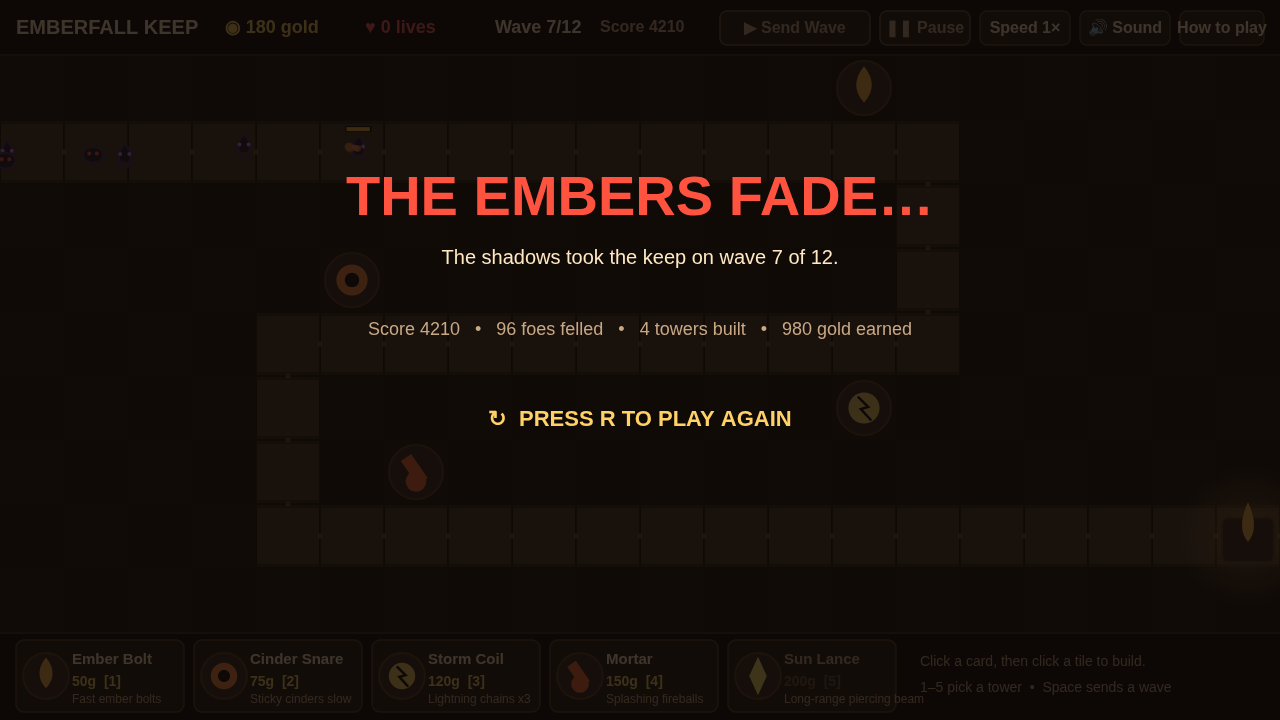 EMBERFALL KEEP ◉ 180 gold ♥ 0 lives Wave 7/12 Score 4210 ▶ Send Wave ❚❚ Pause Speed 1× 🔊 Sound How to play
THE EMBERS FADE…
The shadows took the keep on wave 7 of 12.
Score 4210 • 96 foes felled • 4 towers built • 980 gold earned
↻ PRESS R TO PLAY AGAIN
Ember Bolt
50g [1]
Fast ember bolts
Cinder Snare
75g [2]
Sticky cinders slow
Storm Coil
120g [3]
Lightning chains x3
Mortar
150g [4]
Splashing fireballs
Sun Lance
200g [5]
Long-range piercing beam
Click a card, then click a tile to build.
1–5 pick a tower • Space sends a wave